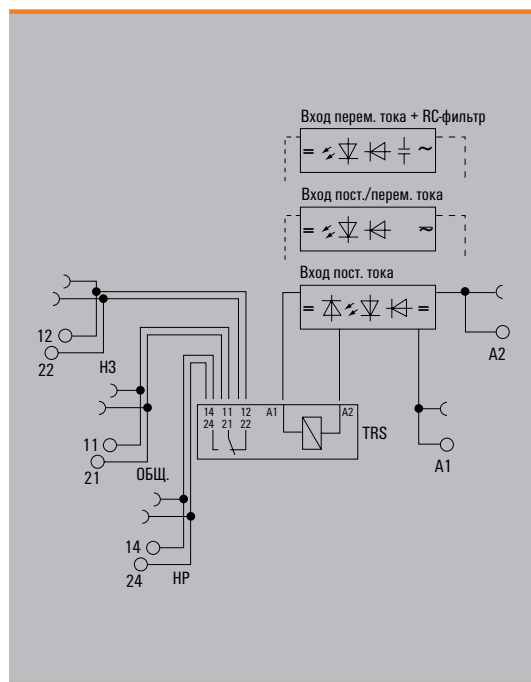 Вход перем. тока + RC-фильтр
= ~
Вход пост./перем. тока
=
Вход пост. тока
= =
12
22
НЗ
A2
11
21
ОБЩ.
14 11 12 A1 A2
24 21 22
TRS
A1
14
24
НР